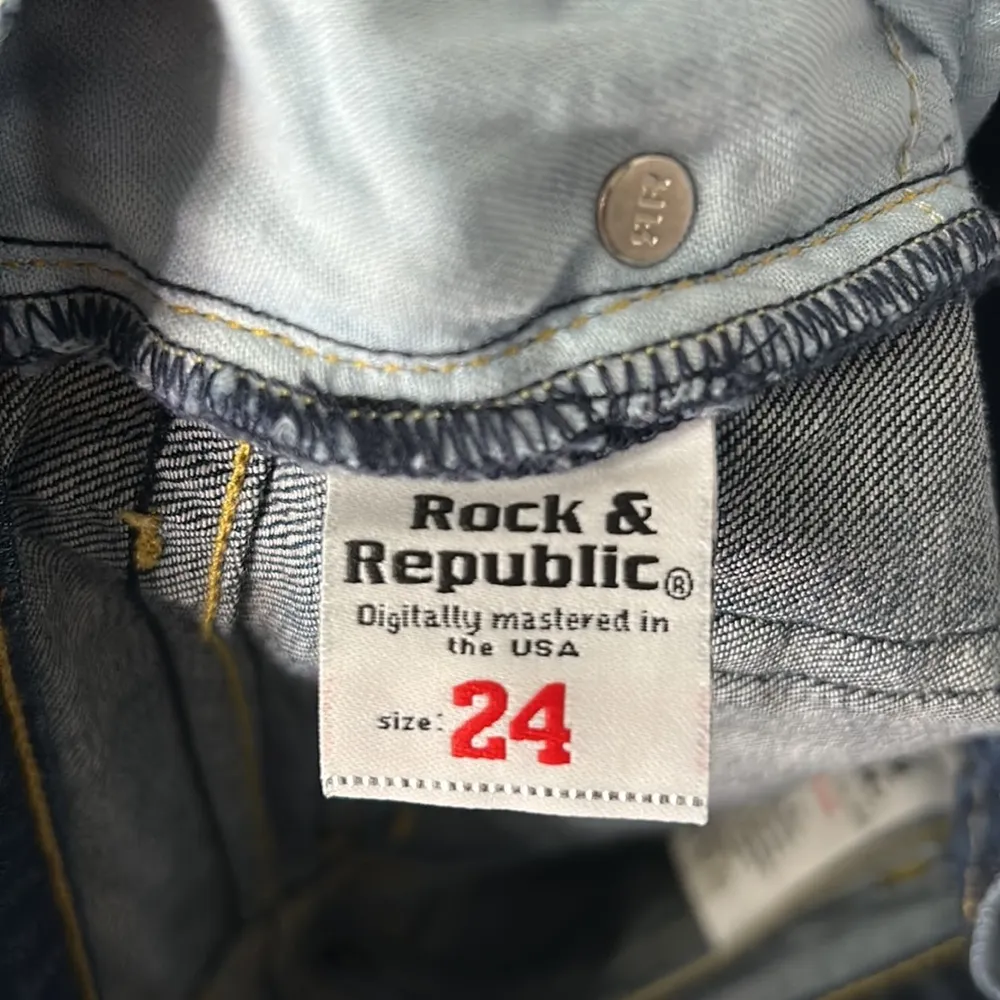 Rock &
Republic®
Digitally mastered in
the USA
size: 24